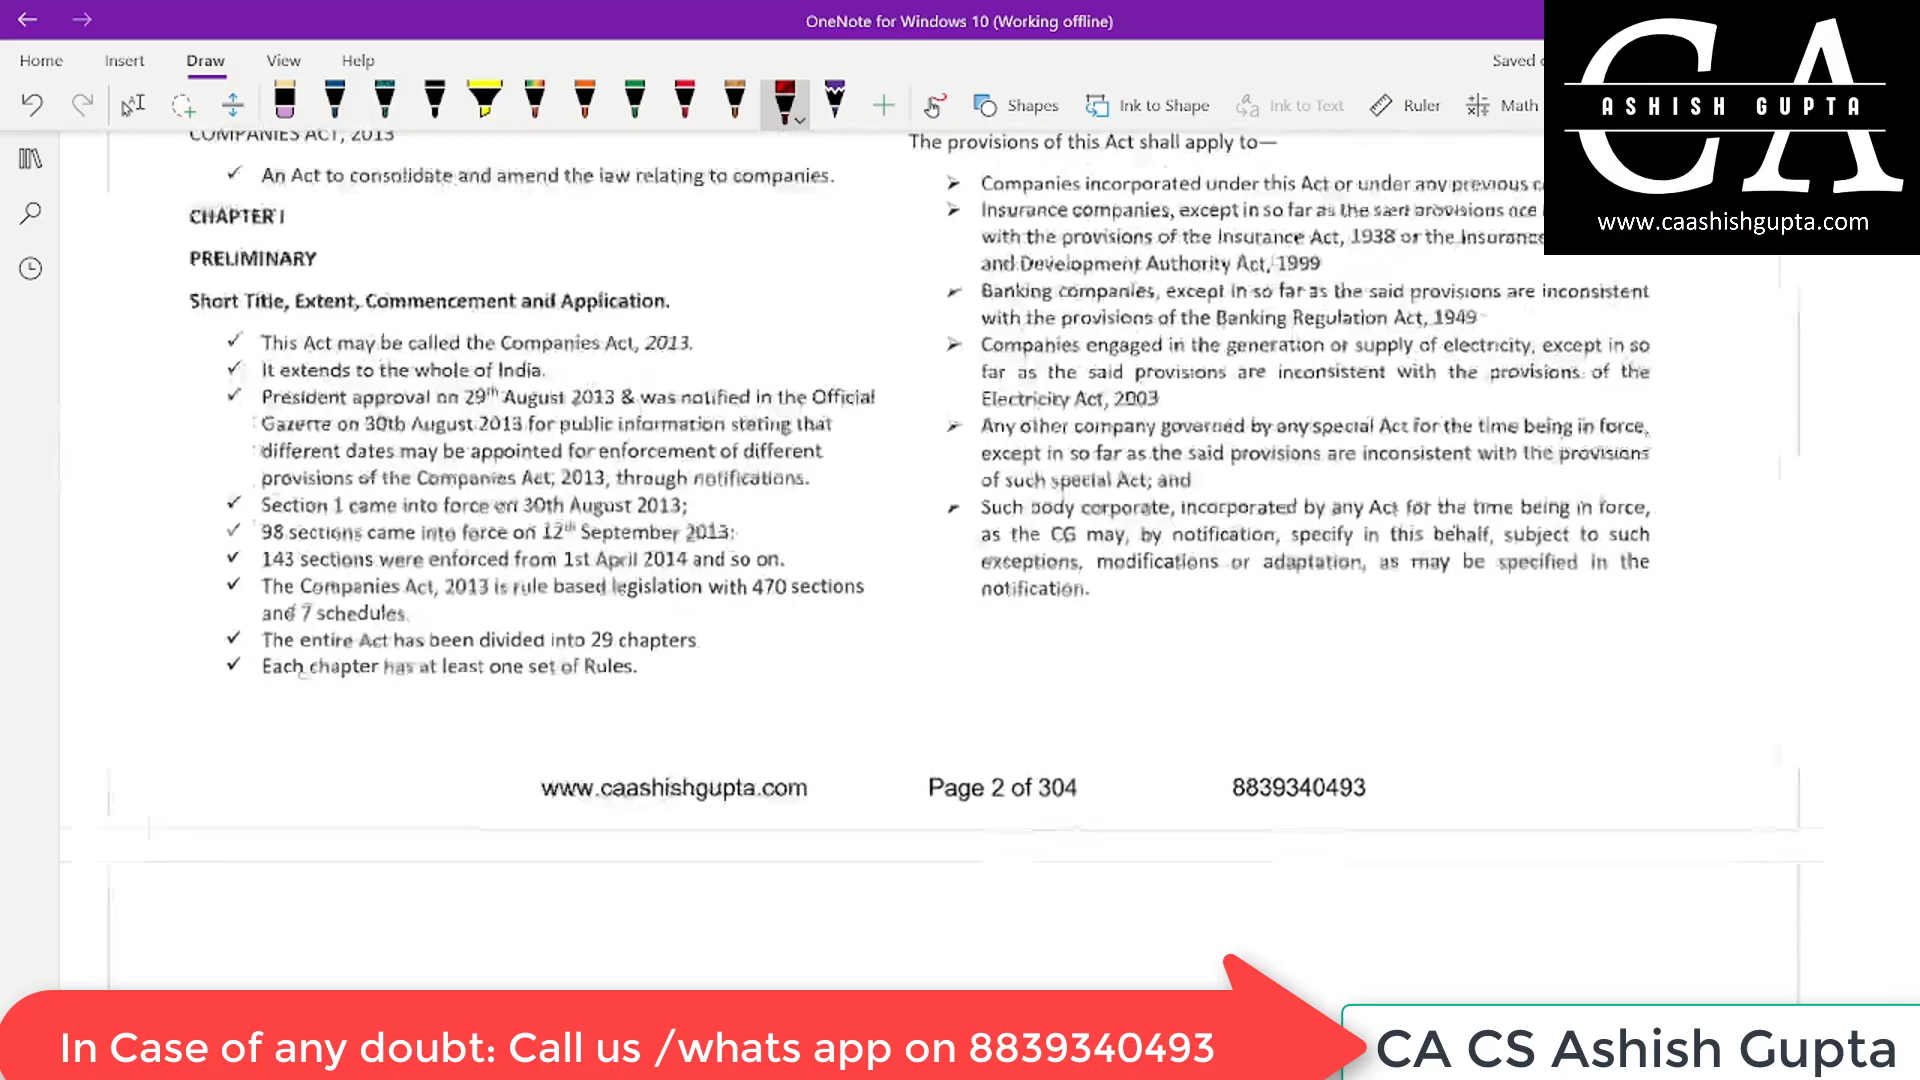 OneNote for Windows 10 (Working offline)
Home Insert Draw View Help
Saved
Shapes Ink to Shape Ink to Text Ruler Math
CA
ASHISH GUPTA
www.caashishgupta.com
COMPANIES ACT, 2013
✓ An Act to consolidate and amend the law relating to companies.
CHAPTER I
PRELIMINARY
Short Title, Extent, Commencement and Application.
✓ This Act may be called the Companies Act, 2013.
✓ It extends to the whole of India.
✓ President approval on 29th August 2013 & was notified in the Official
Gazette on 30th August 2013 for public information stating that
different dates may be appointed for enforcement of different
provisions of the Companies Act, 2013, through notifications.
✓ Section 1 came into force on 30th August 2013;
✓ 98 sections came into force on 12th September 2013;
✓ 143 sections were enforced from 1st April 2014 and so on.
✓ The Companies Act, 2013 is rule based legislation with 470 sections
and 7 schedules.
✓ The entire Act has been divided into 29 chapters
✓ Each chapter has at least one set of Rules.
The provisions of this Act shall apply to—
➢ Companies incorporated under this Act or under any previous
➢ Insurance companies, except in so far as the said provisions are
with the provisions of the Insurance Act, 1938 or the Insurance
and Development Authority Act, 1999
➢ Banking companies, except in so far as the said provisions are inconsistent
with the provisions of the Banking Regulation Act, 1949
➢ Companies engaged in the generation or supply of electricity, except in so
far as the said provisions are inconsistent with the provisions of the
Electricity Act, 2003
➢ Any other company governed by any special Act for the time being in force,
except in so far as the said provisions are inconsistent with the provisions
of such special Act; and
➢ Such body corporate, incorporated by any Act for the time being in force,
as the CG may, by notification, specify in this behalf, subject to such
exceptions, modifications or adaptation, as may be specified in the
notification.
www.caashishgupta.com Page 2 of 304 8839340493
In Case of any doubt: Call us /whats app on 8839340493
CA CS Ashish Gupta